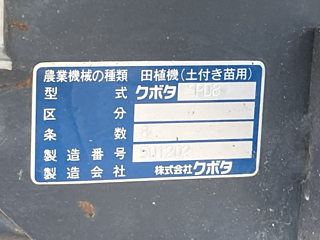 農業機械の種類 田植機(土付き苗用)
型式 クボタ
区分
条数 8
製造番号
製造会社 株式会社クボタ